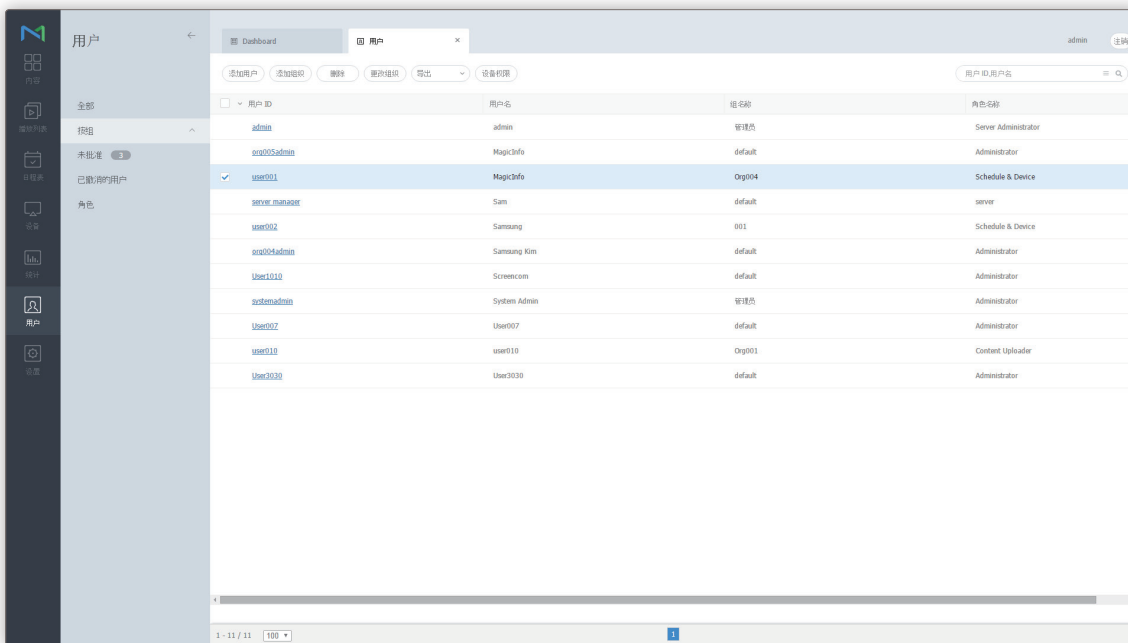 用户 ←
Dashboard
用户 ×
admin
注销
添加用户 添加组织 删除 更改组织 导出 设备权限
用户 ID,用户名
内容
播放列表
日程表
设备
统计
用户
设置
全部
按组
未批准 3
已撤消的用户
角色
用户 ID 用户名 组名称 角色名称
admin admin 管理员 Server Administrator
org005admin MagicInfo default Administrator
user001 MagicInfo Org004 Schedule & Device
server manager Sam default server
user002 Samsung 001 Schedule & Device
org004admin Samsung Kim default Administrator
User1010 Screencom default Administrator
systemadmin System Admin 管理员 Administrator
User007 User007 default Administrator
user010 user010 Org001 Content Uploader
User3030 User3030 default Administrator
1 - 11 / 11 100 1